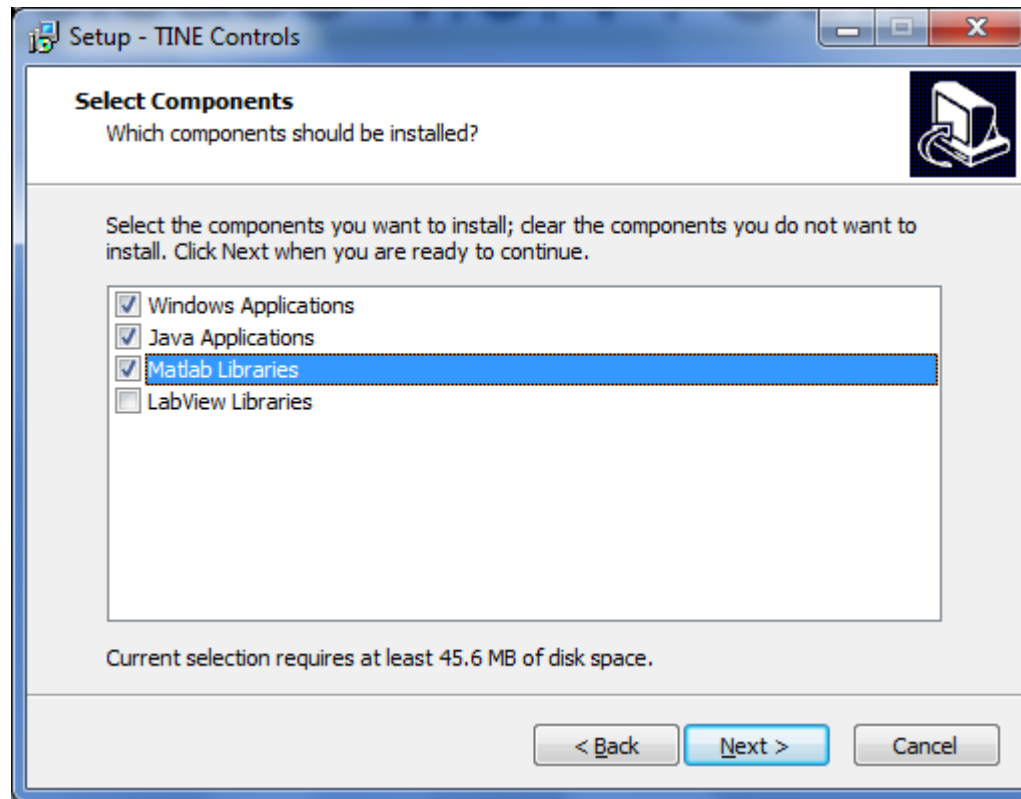 Setup - TINE Controls
Select Components
Which components should be installed?
Select the components you want to install; clear the components you do not want to
install. Click Next when you are ready to continue.
Windows Applications
Java Applications
Matlab Libraries
LabView Libraries
Current selection requires at least 45.6 MB of disk space.
< Back Next > Cancel